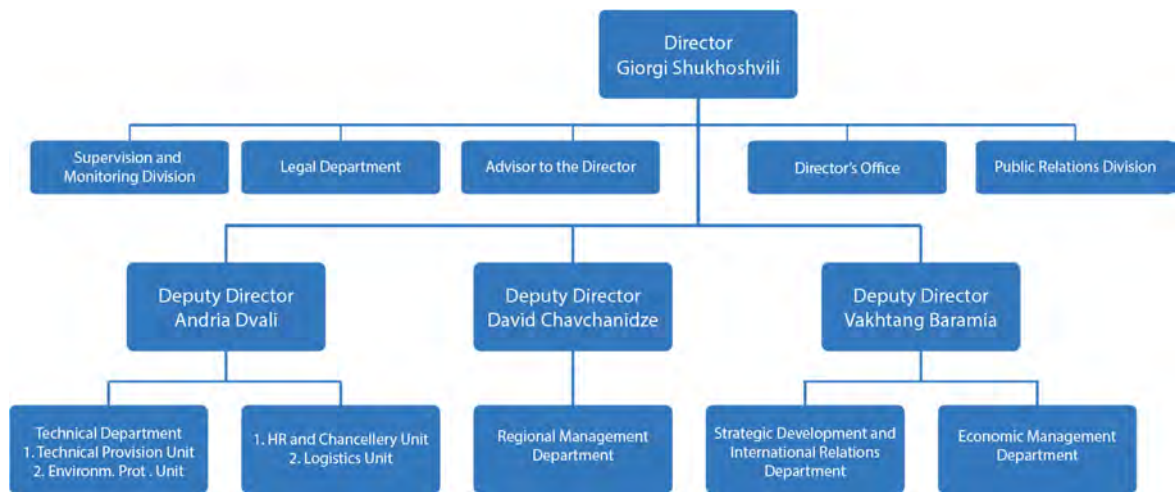 Director
Giorgi Shukhoshvili
Supervision and
Monitoring Division
Legal Department
Advisor to the Director
Director's Office
Public Relations Division
Deputy Director
Andria Dvali
Deputy Director
David Chavchanidze
Deputy Director
Vakhtang Baramia
Technical Department
1. Technical Provision Unit
2. Environm. Prot . Unit
1. HR and Chancellery Unit
2. Logistics Unit
Regional Management
Department
Strategic Development and
International Relations
Department
Economic Management
Department